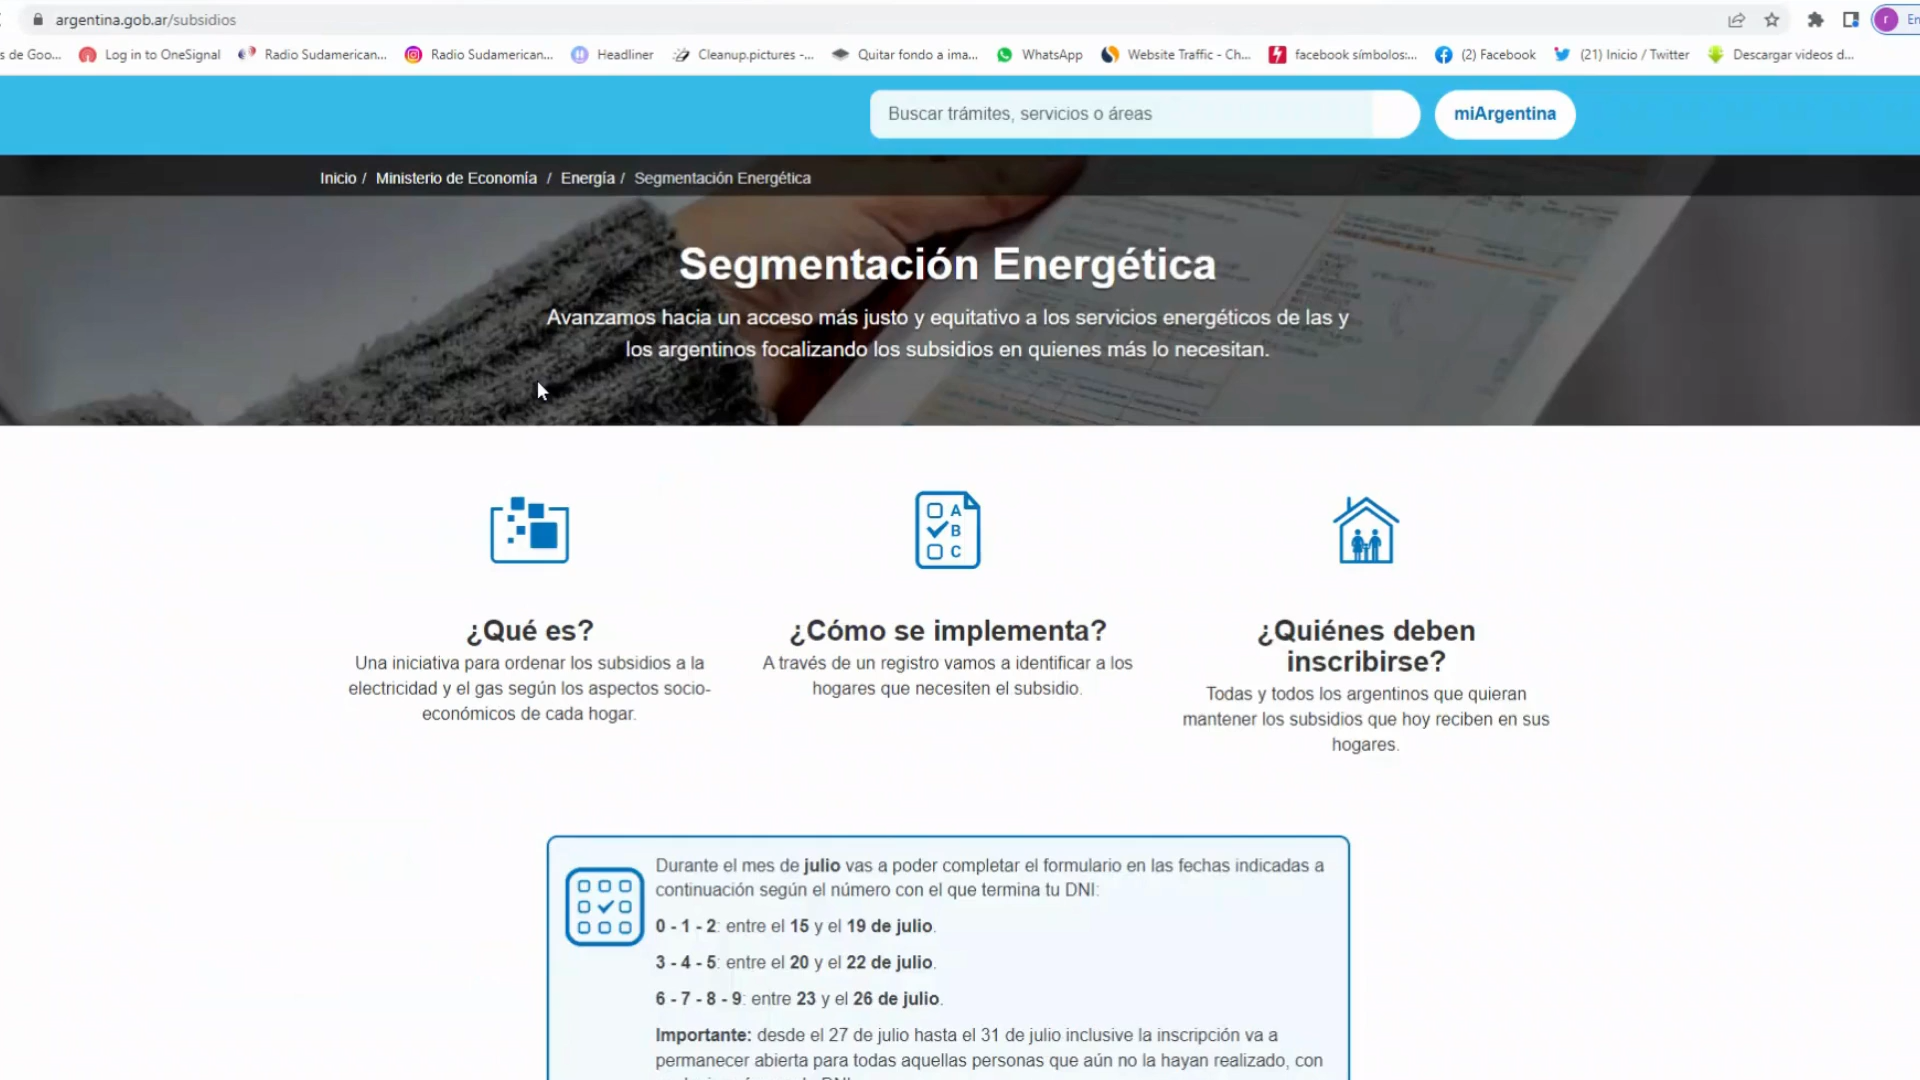 argentina.gob.ar/subsidios
En
s de Goo...
Log in to OneSignal
Radio Sudamerican...
Radio Sudamerican...
Headliner
Cleanup.pictures -...
Quitar fondo a ima...
WhatsApp
Website Traffic - Ch...
facebook símbolos:...
(2) Facebook
(21) Inicio / Twitter
Descargar videos d...
Buscar trámites, servicios o áreas
miArgentina
Inicio / Ministerio de Economía / Energía / Segmentación Energética
Segmentación Energética
Avanzamos hacia un acceso más justo y equitativo a los servicios energéticos de las y
los argentinos focalizando los subsidios en quienes más lo necesitan.
A
B
C
¿Qué es?
Una iniciativa para ordenar los subsidios a la
electricidad y el gas según los aspectos socio-
económicos de cada hogar.
¿Cómo se implementa?
A través de un registro vamos a identificar a los
hogares que necesiten el subsidio.
¿Quiénes deben
inscribirse?
Todas y todos los argentinos que quieran
mantener los subsidios que hoy reciben en sus
hogares.
Durante el mes de julio vas a poder completar el formulario en las fechas indicadas a
continuación según el número con el que termina tu DNI:
0 - 1 - 2: entre el 15 y el 19 de julio.
3 - 4 - 5: entre el 20 y el 22 de julio.
6 - 7 - 8 - 9: entre 23 y el 26 de julio.
Importante: desde el 27 de julio hasta el 31 de julio inclusive la inscripción va a
permanecer abierta para todas aquellas personas que aún no la hayan realizado, con